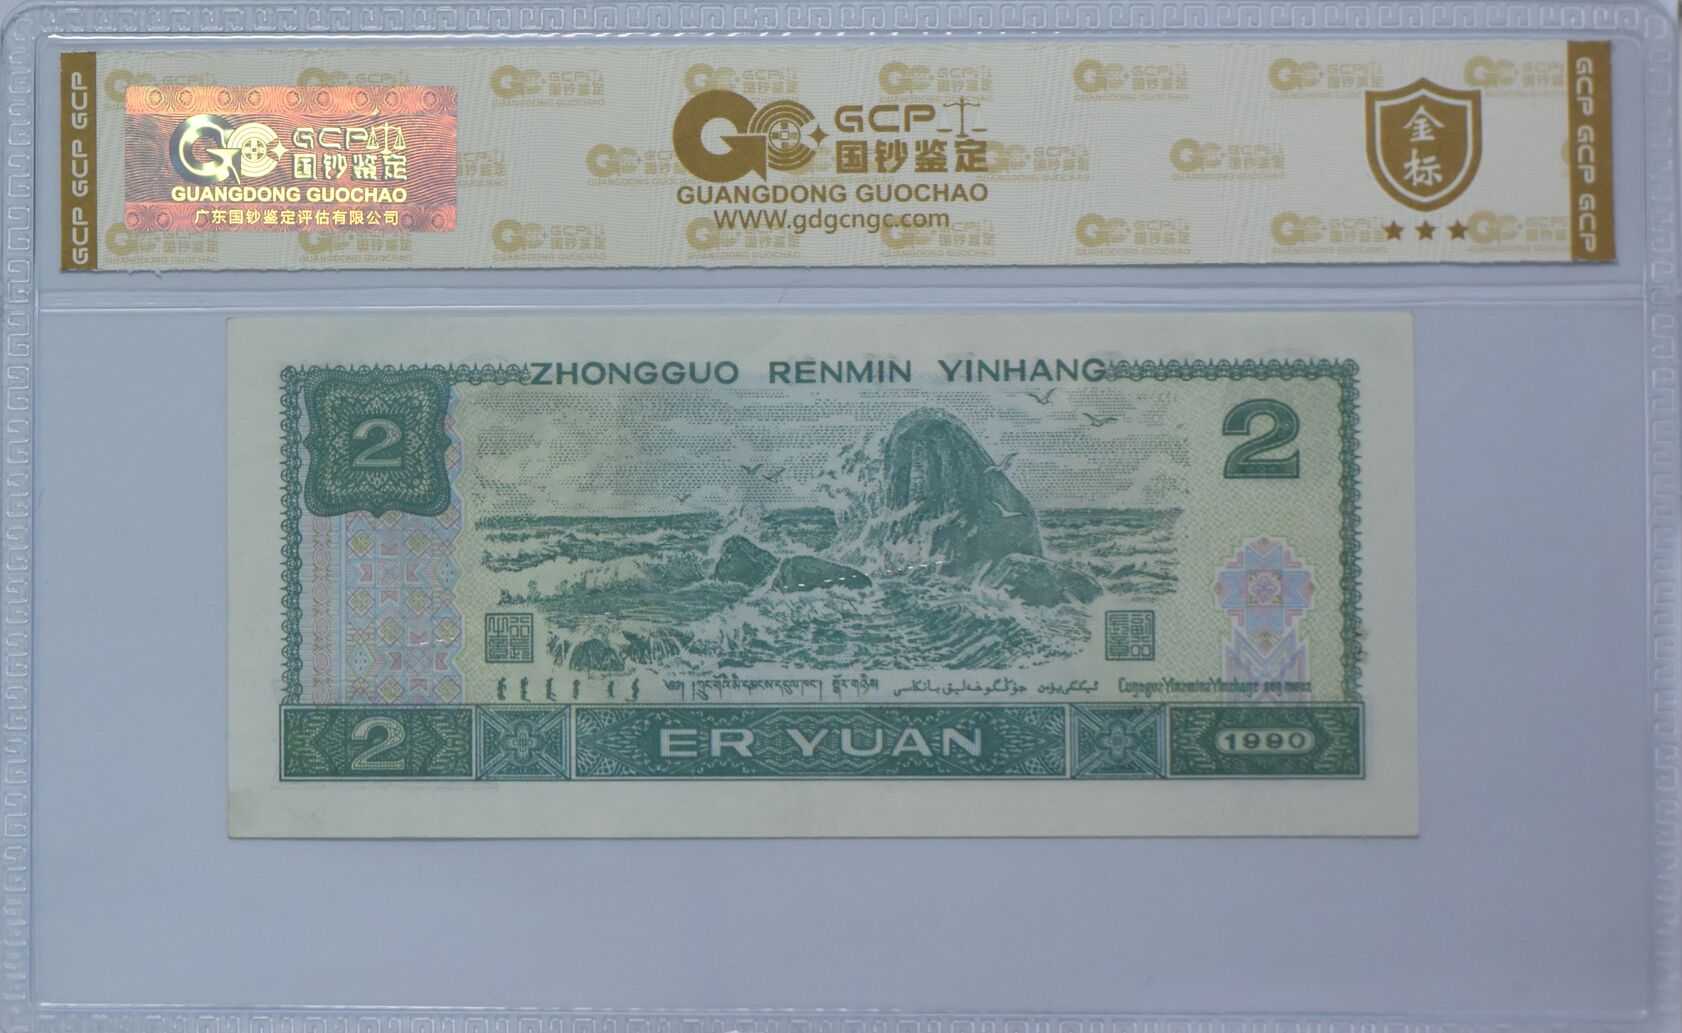 GCP GCP
GCP
国钞鉴定
GUANGDONG GUOCHAO
广东国钞鉴定评估有限公司
GCP
国钞鉴定
GUANGDONG GUOCHAO
WWW.gdgcngc.com
金
标
GCP GCP
ZHONGGUO RENMIN YINHANG
2
2
2
ER YUAN
1990